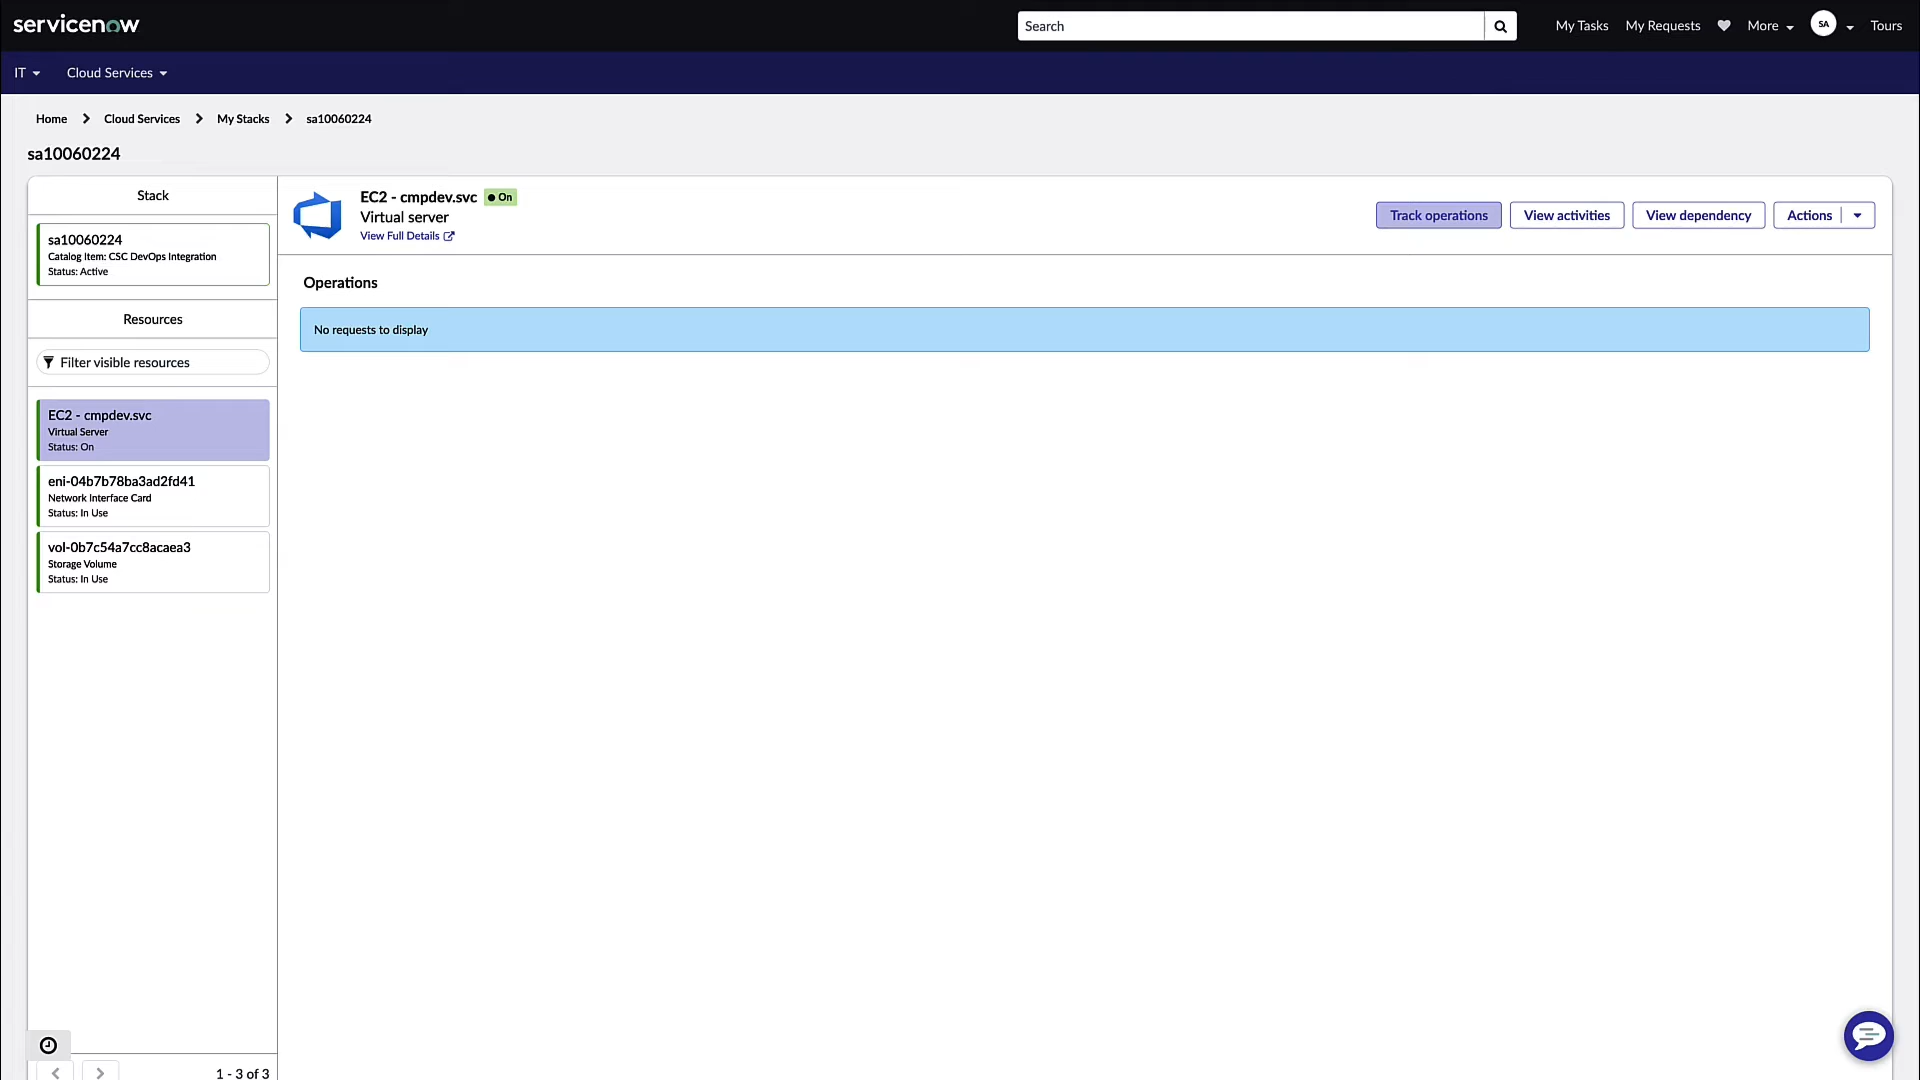 servicenow
Search
My Tasks
My Requests
More
SA
Tours
IT
Cloud Services
Home
Cloud Services
My Stacks
sa10060224
sa10060224
Stack
sa10060224
Catalog Item: CSC DevOps Integration
Status: Active
Resources
Filter visible resources
EC2 - cmpdev.svc
Virtual Server
Status: On
eni-04b7b78ba3ad2fd41
Network Interface Card
Status: In Use
vol-0b7c54a7cc8acaea3
Storage Volume
Status: In Use
1 - 3 of 3
EC2 - cmpdev.svc
On
Virtual server
View Full Details
Track operations
View activities
View dependency
Actions
Operations
No requests to display